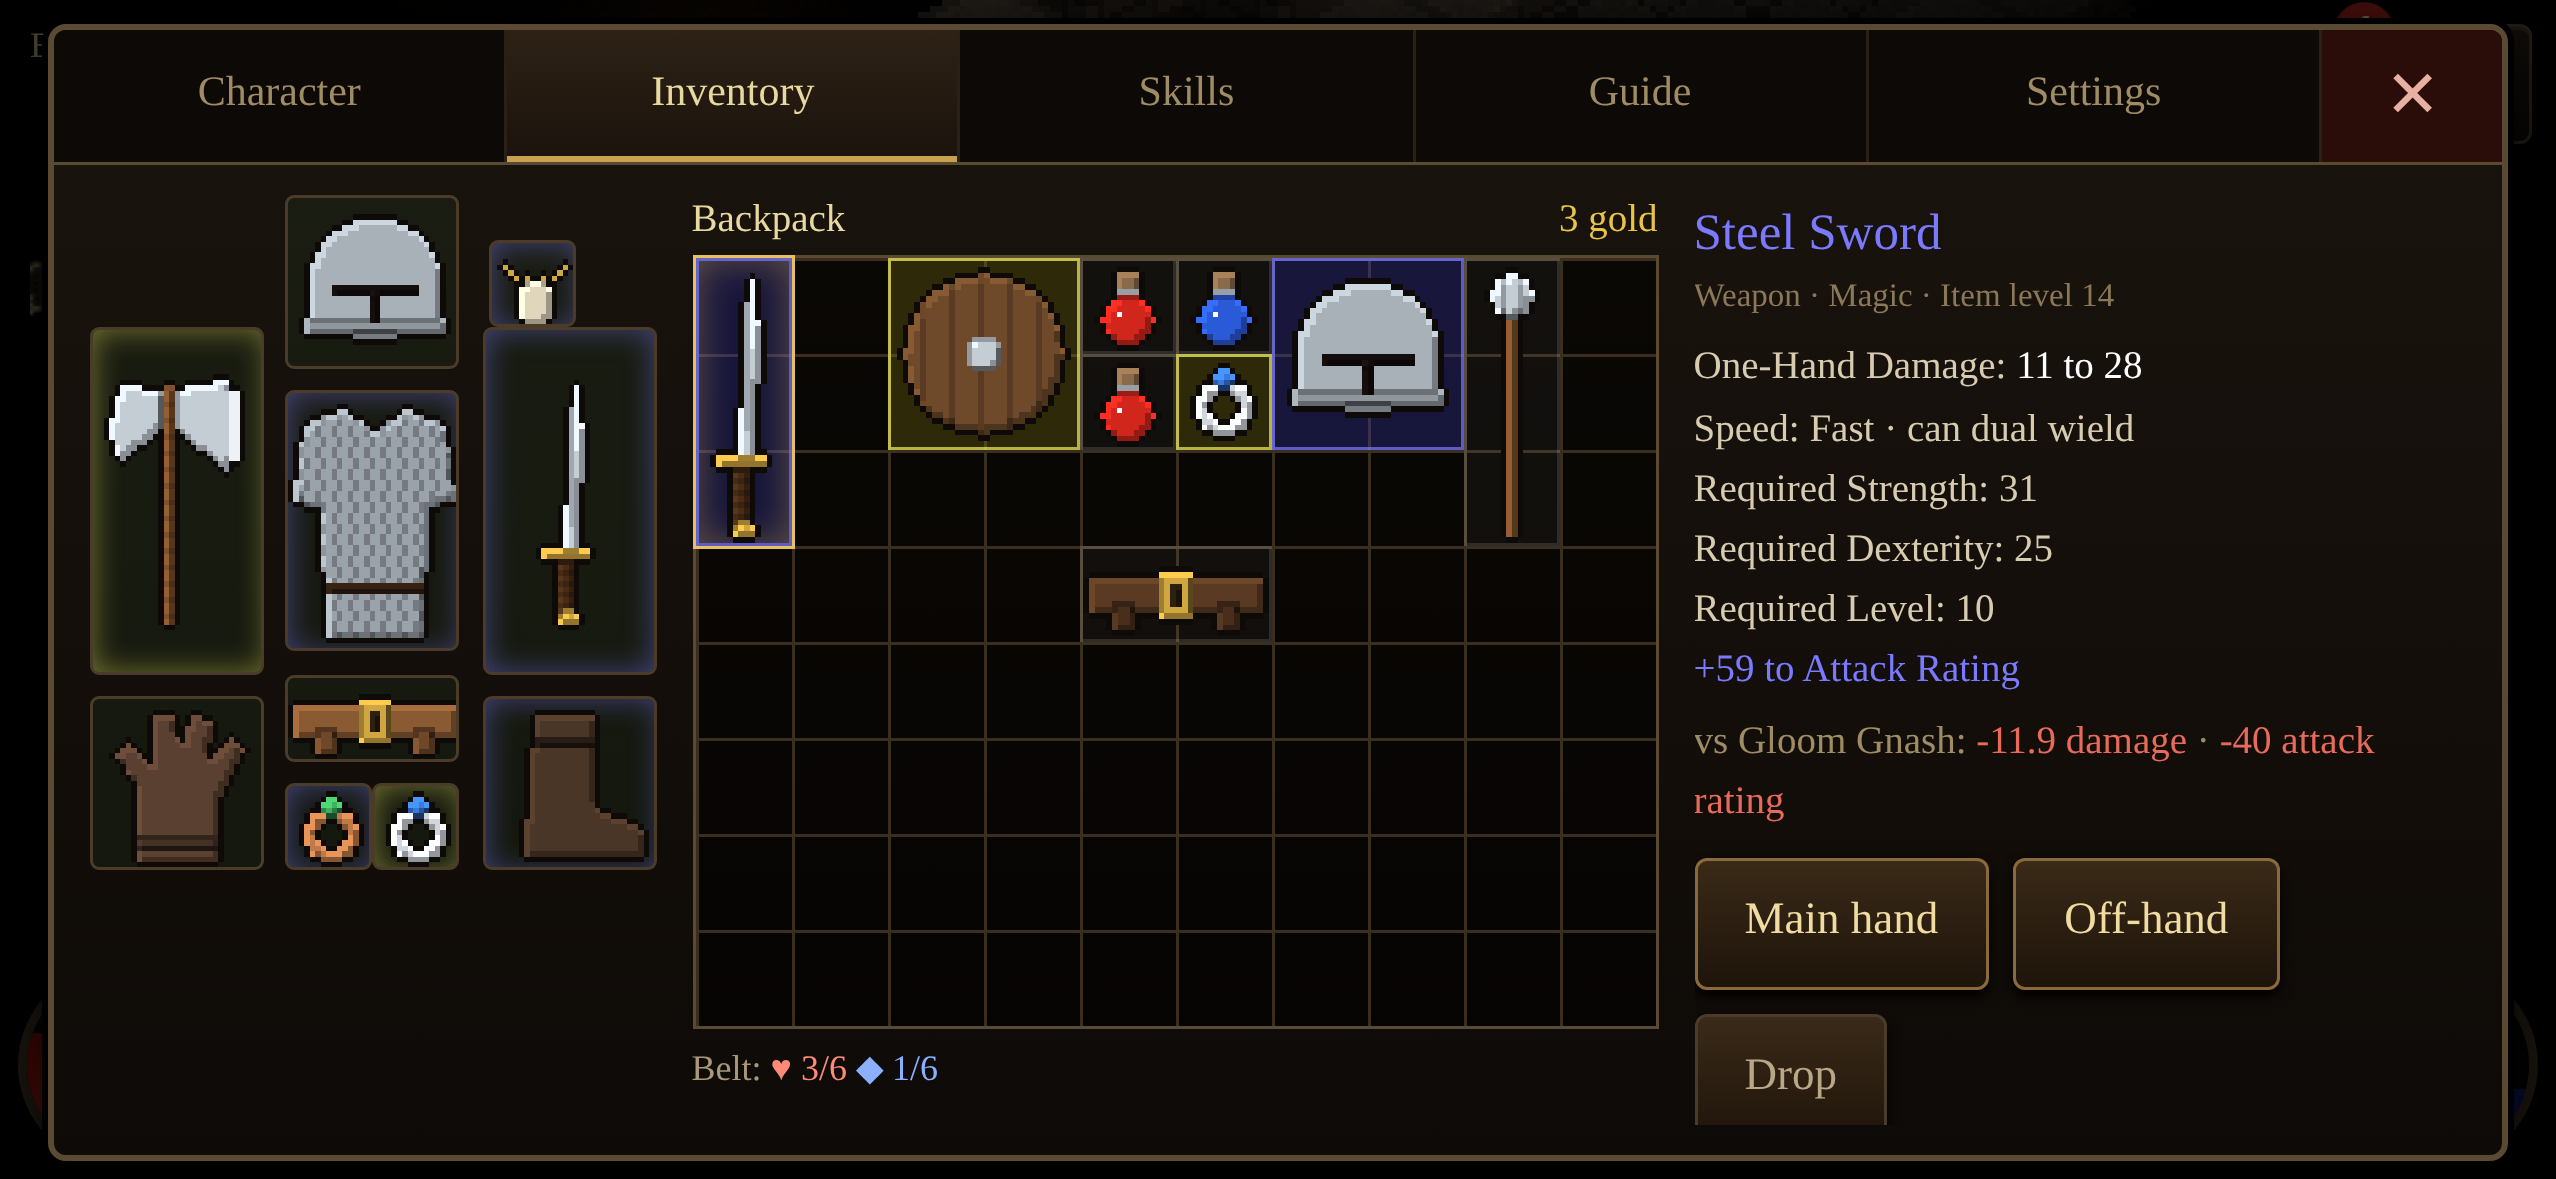 Character
Inventory
Skills
Guide
Settings
✕
Backpack
3 gold
Belt: ♥ 3/6 ◆ 1/6
Steel Sword
Weapon · Magic · Item level 14
One-Hand Damage: 11 to 28
Speed: Fast · can dual wield
Required Strength: 31
Required Dexterity: 25
Required Level: 10
+59 to Attack Rating
vs Gloom Gnash: -11.9 damage · -40 attack
rating
Main hand
Off-hand
Drop